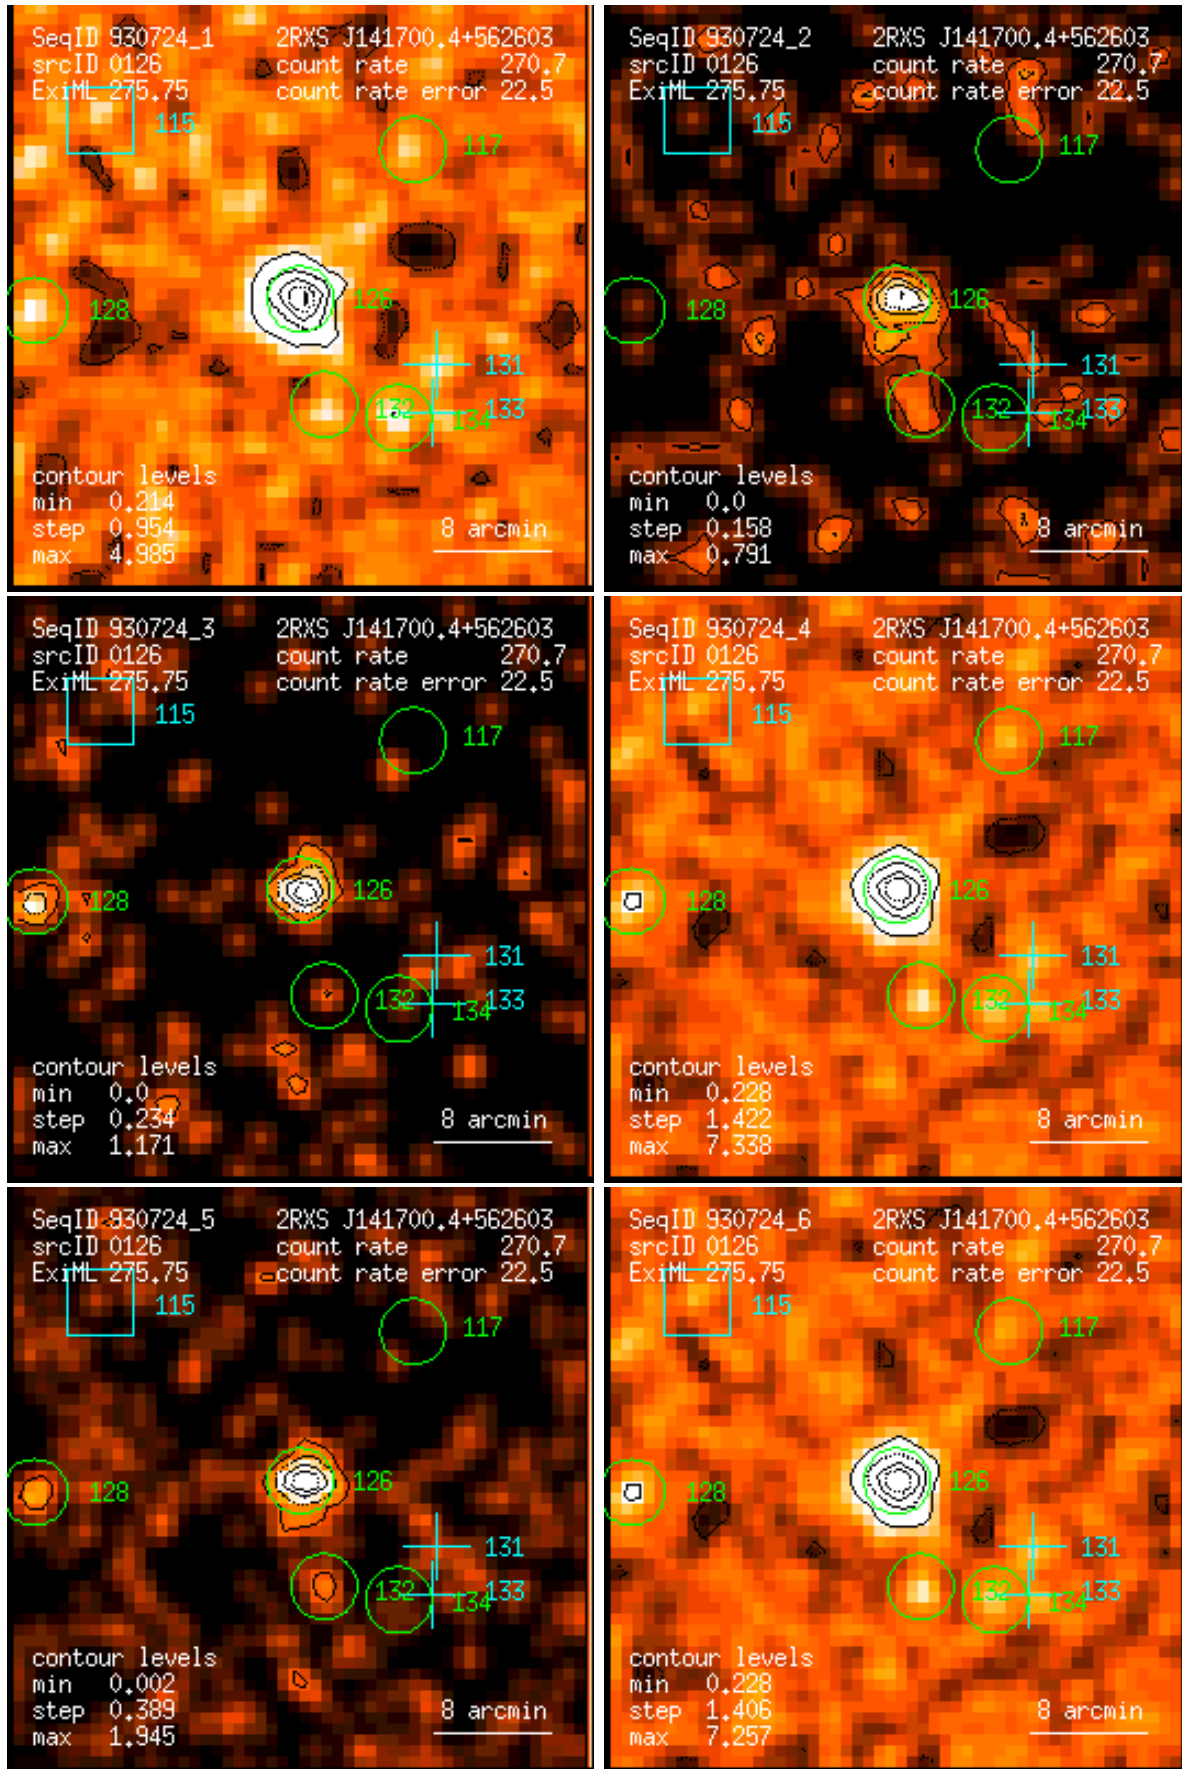 SeqID 930724_1 2RXS J141700.4+562603
srcID 0126 count rate 270.7
ExiML 275.75 count rate error 22.5
115
117
128
126
131
132 134 133
contour levels
min 0.214
step 0.954 8 arcmin
max 4.985
SeqID 930724_2 2RXS J141700.4+562603
srcID 0126 count rate 270.7
ExiML 275.75 count rate error 22.5
115
117
128
126
131
132 134 133
contour levels
min 0.0
step 0.158 8 arcmin
max 0.791
SeqID 930724_3 2RXS J141700.4+562603
srcID 0126 count rate 270.7
ExiML 275.75 count rate error 22.5
115
117
128
126
131
132 134 133
contour levels
min 0.0
step 0.234 8 arcmin
max 1.171
SeqID 930724_4 2RXS J141700.4+562603
srcID 0126 count rate 270.7
ExiML 275.75 count rate error 22.5
115
117
128
126
131
132 134 133
contour levels
min 0.228
step 1.422 8 arcmin
max 7.338
SeqID 930724_5 2RXS J141700.4+562603
srcID 0126 count rate 270.7
ExiML 275.75 count rate error 22.5
115
117
128
126
131
132 134 133
contour levels
min 0.002
step 0.389 8 arcmin
max 1.945
SeqID 930724_6 2RXS J141700.4+562603
srcID 0126 count rate 270.7
ExiML 275.75 count rate error 22.5
115
117
128
126
131
132 134 133
contour levels
min 0.228
step 1.406 8 arcmin
max 7.257